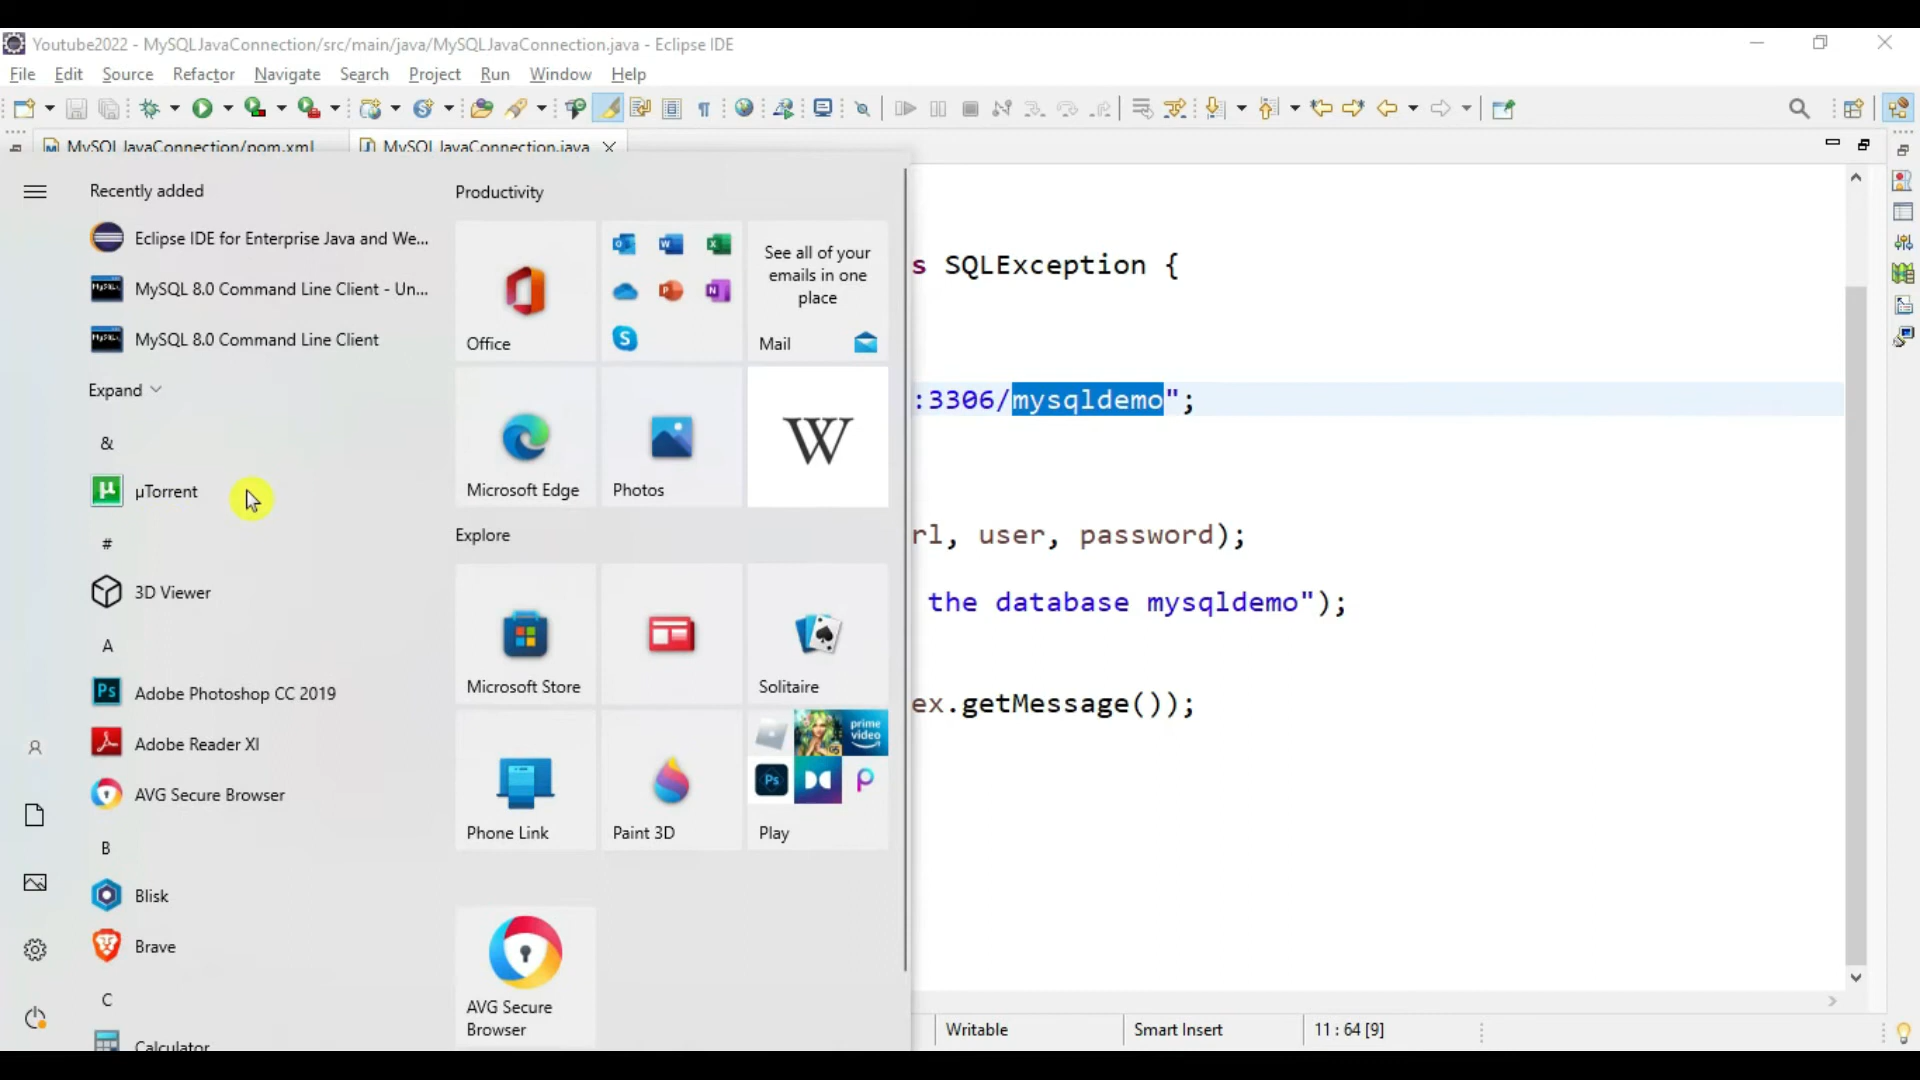 Youtube2022 - MySQLJavaConnection/src/main/java/MySQLJavaConnection.java - Eclipse IDE
File Edit Source Refactor Navigate Search Project Run Window Help
MySQLJavaConnection/pom.xml
MySQLJavaConnection.java
Recently added
Eclipse IDE for Enterprise Java and We...
MySQL 8.0 Command Line Client - Un...
MySQL 8.0 Command Line Client
Expand
&
µTorrent
#
3D Viewer
A
Adobe Photoshop CC 2019
Adobe Reader XI
AVG Secure Browser
B
Blisk
Brave
C
Calculator
Productivity
Office
See all of your
emails in one
place
Mail
Microsoft Edge
Photos
W
Explore
Microsoft Store
Solitaire
Phone Link
Paint 3D
prime
video
Ps
Play
AVG Secure
Browser
s SQLException {
:3306/mysqldemo";
rl, user, password);
the database mysqldemo");
ex.getMessage());
Writable
Smart Insert
11 : 64 [9]